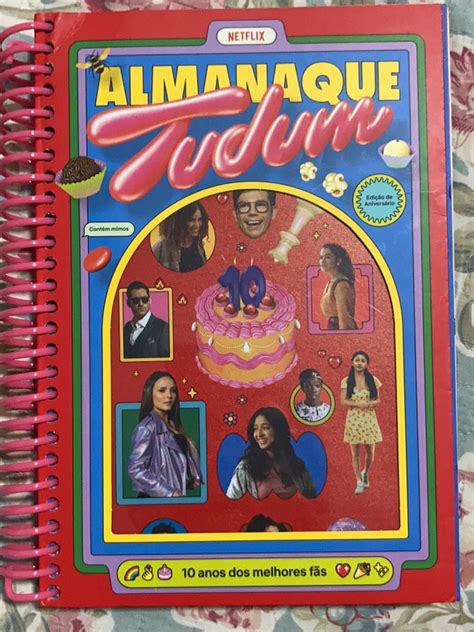 NETFLIX
ALMANAQUE
Tudum
Edição de
Aniversário
Contém mimos
10
10 anos dos melhores fãs